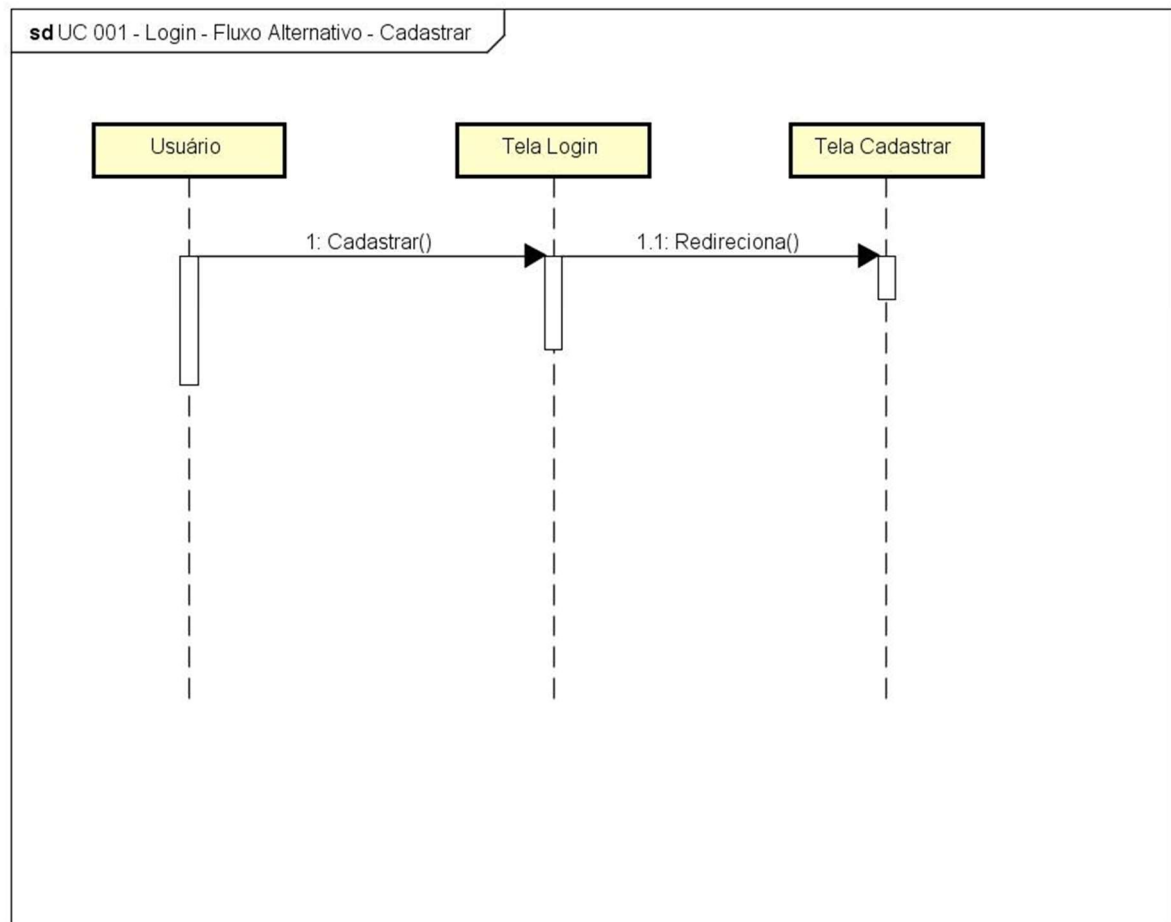 sd UC 001 - Login - Fluxo Alternativo - Cadastrar
Usuário
Tela Login
Tela Cadastrar
1: Cadastrar()
1.1: Redireciona()